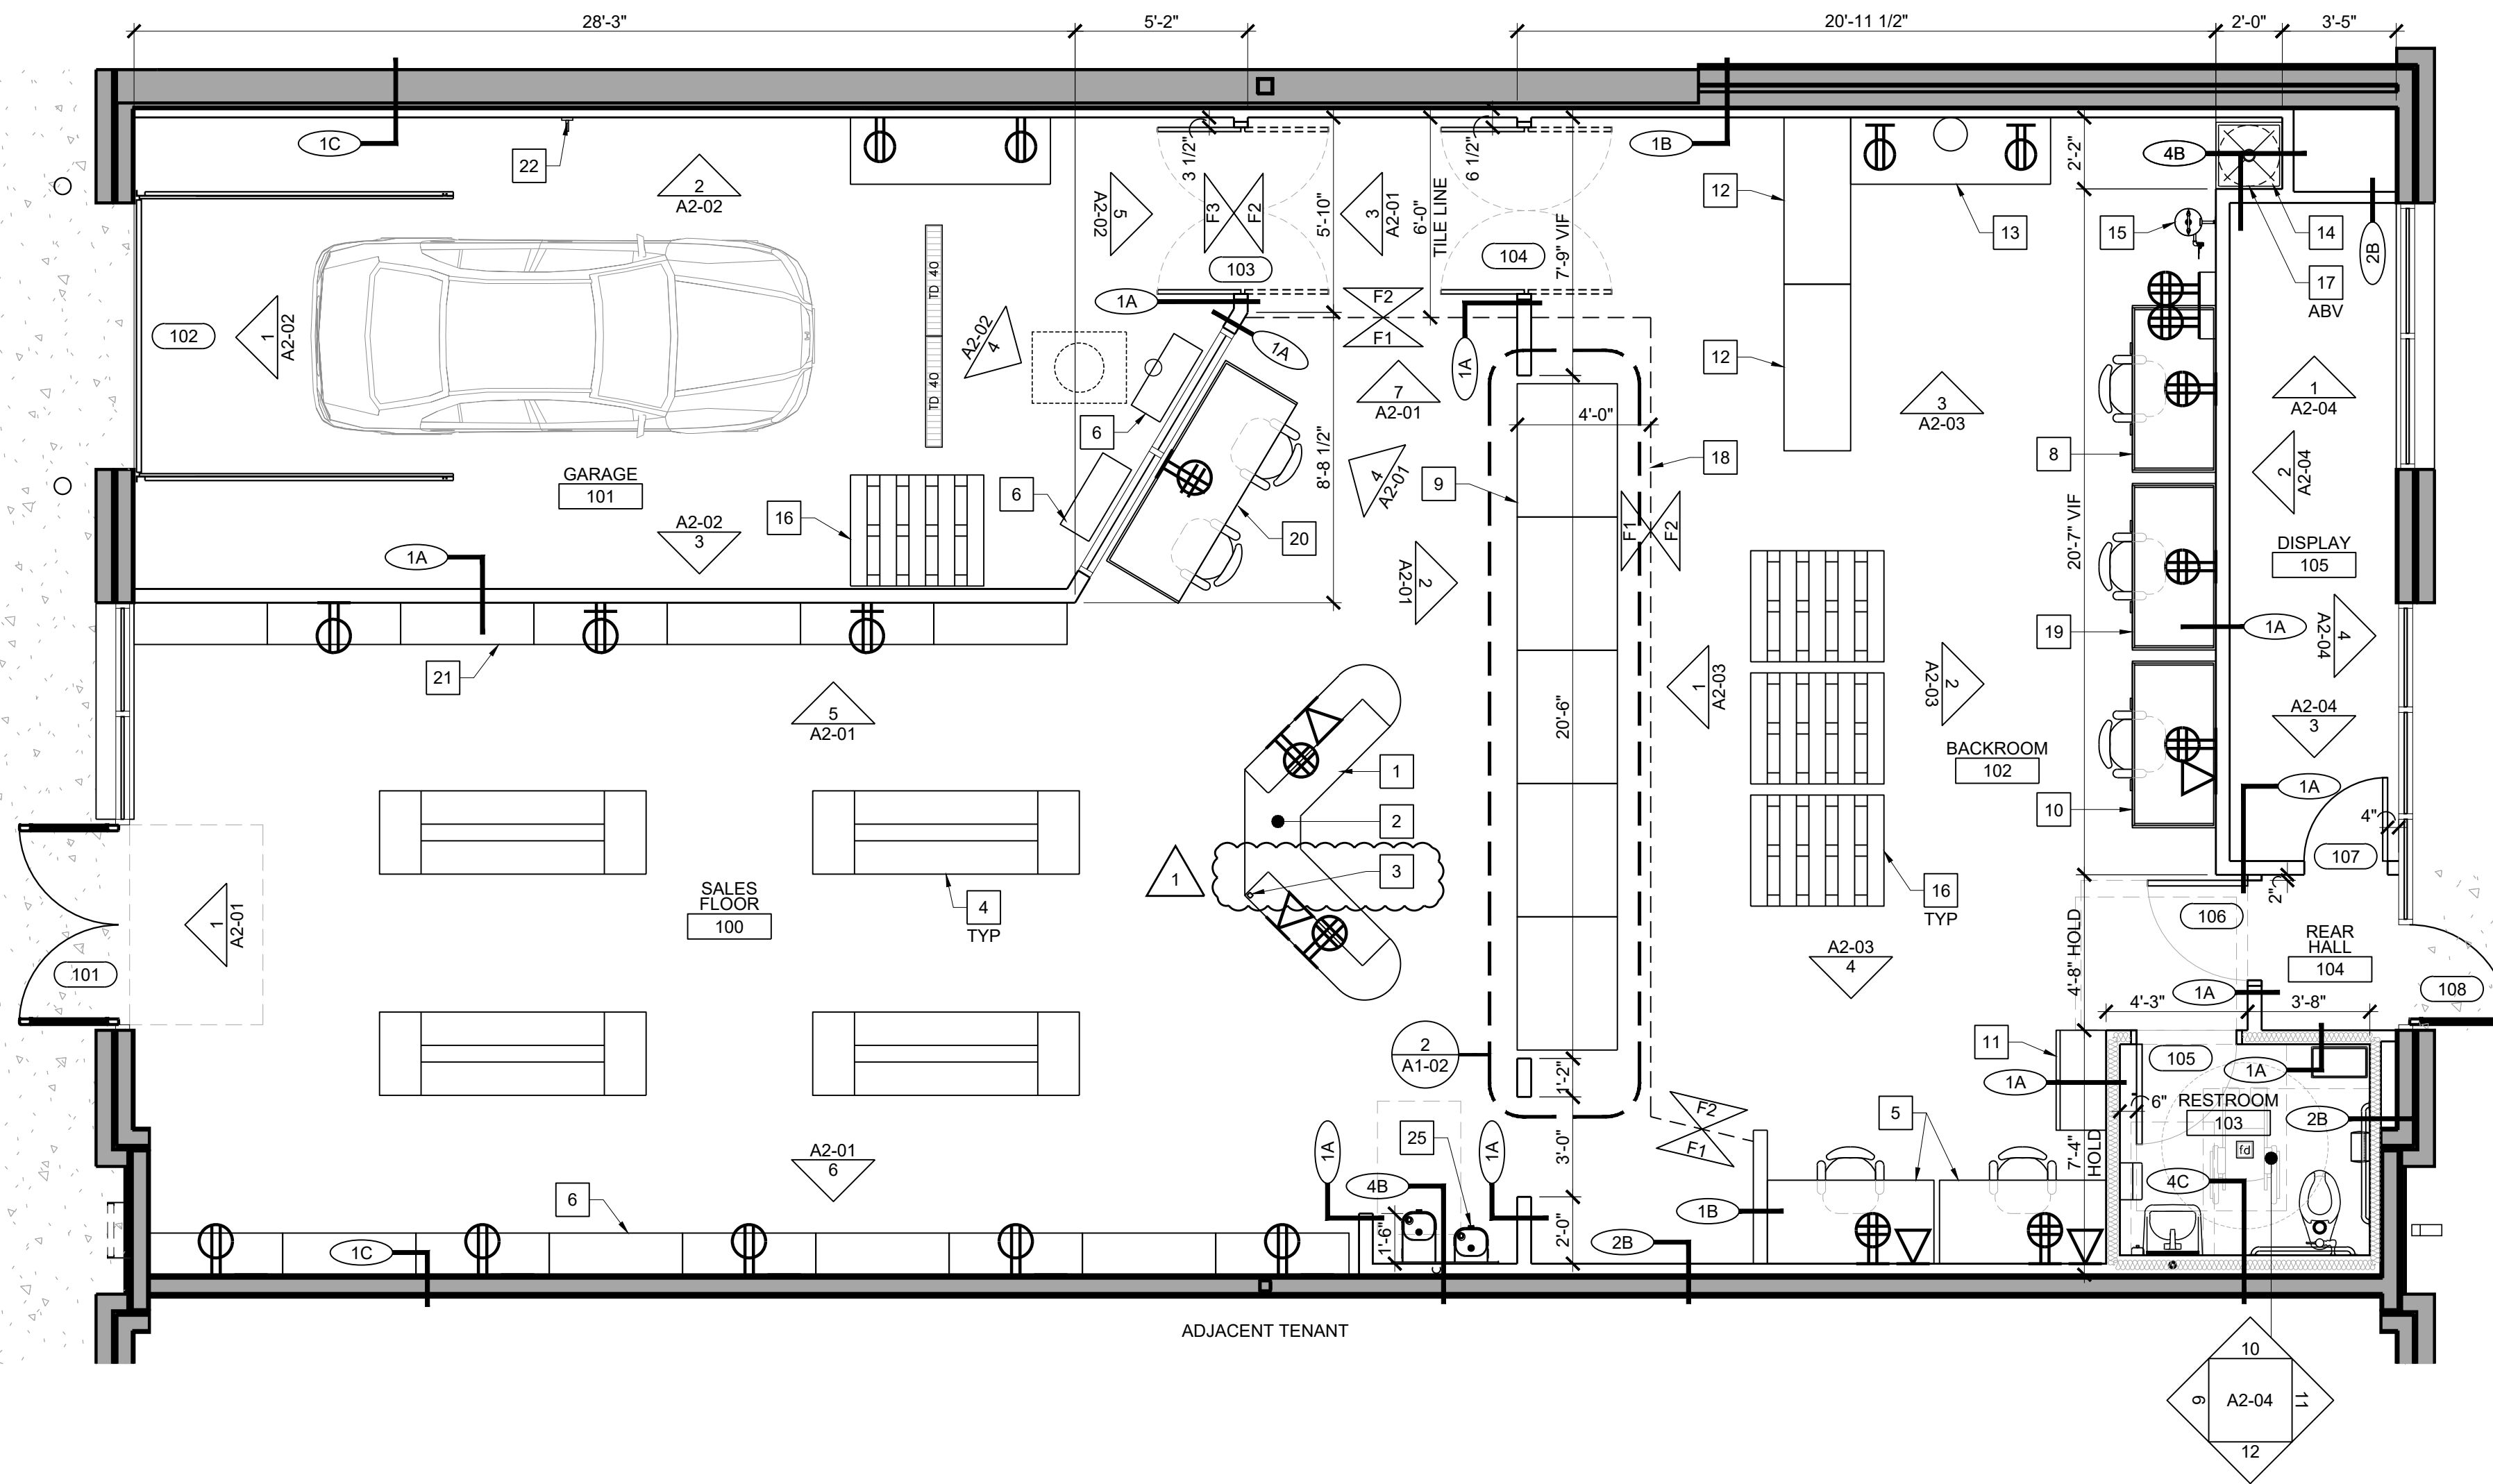 28'-3"
5'-2"
20'-11 1/2"
2'-0"
3'-5"
1C
22
2
A2-02
5
A2-02
3 1/2"
F3
F2
103
5'-10"
3
A2-01
6'-0"
TILE LINE
6 1/2"
104
7'-9" VIF
1B
12
12
13
2'-2"
4B
15
14
17
ABV
2B
102
1
A2-02
TD 40
TD 40
A2-02
4
1A
1A
F2
F1
1A
7
A2-01
4'-0"
18
3
A2-03
1
A2-04
2
A2-04
8
6
6
GARAGE
101
16
A2-02
3
1A
20
8'-8 1/2"
4
A2-01
9
F1
F2
20'-7" VIF
DISPLAY
105
2
A2-01
19
1A
4
A2-04
21
5
A2-01
20'-6"
1
A2-03
2
A2-03
A2-04
3
BACKROOM
102
10
1A
4"
107
1
2
3
1
SALES
FLOOR
100
4
TYP
16
TYP
1
A2-01
101
2"
106
4'-8" HOLD
REAR
HALL
104
108
A2-03
4
1A
4'-3"
3'-8"
2
A1-02
1'-2"
11
105
1A
1A
6"
RESTROOM
103
2B
fd
7'-4"
HOLD
4C
F2
F1
5
3'-0"
25
1A
1A
4B
1'-6"
2'-0"
1B
2B
A2-01
6
6
1C
ADJACENT TENANT
10
9
A2-04
11
12